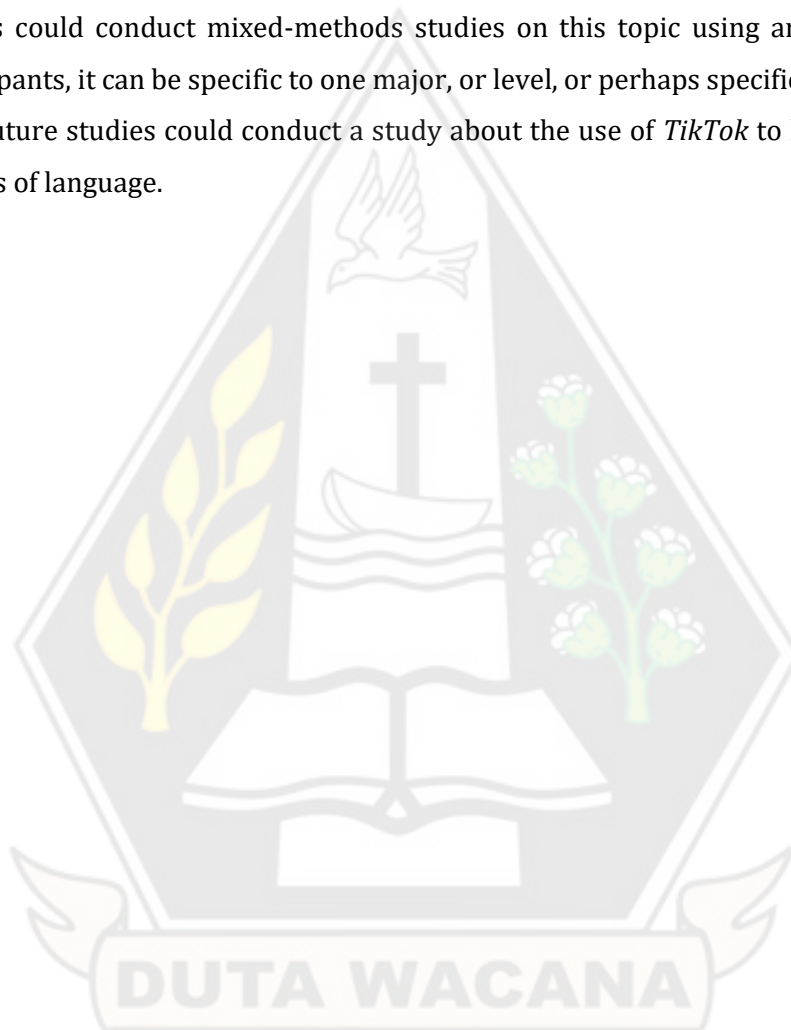 s could conduct mixed-methods studies on this topic using ar
pants, it can be specific to one major, or level, or perhaps specific
uture studies could conduct a study about the use of TikTok to
s of language.
DUTA WACANA